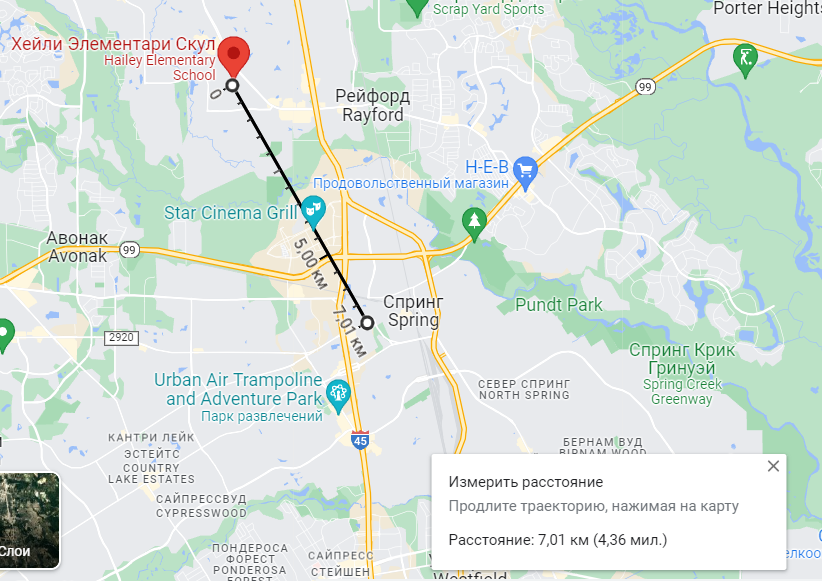 Scrap Yard Sports
Porter Heights
Хейли Элементари Скул
Hailey Elementary
School
0
Рейфорд
Rayford
99
H-E-B
Продовольственный магазин
Star Cinema Grill
Авонак
Avonak
99
5,00 км
Спринг
Spring
7,01 км
Pundt Park
2920
Спринг Крик
Гринуэй
Spring Creek
Greenway
Urban Air Trampoline
and Adventure Park
Парк развлечений
СЕВЕР СПРИНГ
NORTH SPRING
45
КАНТРИ ЛЕЙК
ЭСТЕЙТС
COUNTRY
LAKE ESTATES
БЕРНАМ ВУД
BIRNAM WOOD
САЙПРЕССВУД
CYPRESSWOOD
Измерить расстояние
Продлите траекторию, нажимая на карту
Расстояние: 7,01 км (4,36 мил.)
Слои
ПОНДЕРОСА
ФОРЕСТ
PONDEROSA
FOREST
САЙПРЕСС
СТЕЙШЕН
Westfield